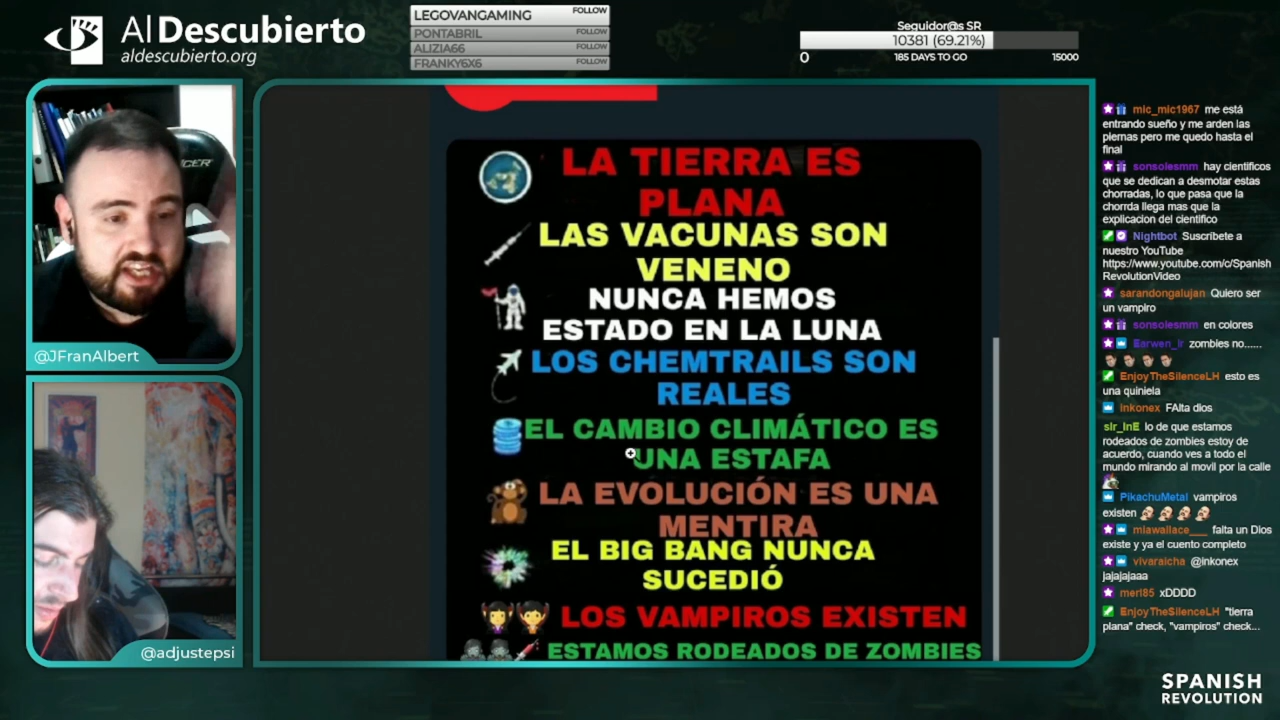 Al Descubierto
aldescubierto.org
LEGOVANGAMING FOLLOW
PONTABRIL FOLLOW
ALIZIA66 FOLLOW
FRANKY6X6 FOLLOW
Seguidor@s SR
10381 (69.21%)
0 185 DAYS TO GO 15000
CER
@JFranAlbert
@adjustepsi
LA TIERRA ES
PLANA
LAS VACUNAS SON
VENENO
NUNCA HEMOS
ESTADO EN LA LUNA
LOS CHEMTRAILS SON
REALES
EL CAMBIO CLIMÁTICO ES
UNA ESTAFA
LA EVOLUCIÓN ES UNA
MENTIRA
EL BIG BANG NUNCA
SUCEDIÓ
LOS VAMPIROS EXISTEN
ESTAMOS RODEADOS DE ZOMBIES
mic_mic1967 me está
entrando sueño y me arden las
piernas pero me quedo hasta el
final
sonsolesmm hay cientificos
que se dedican a desmotar estas
chorradas, lo que pasa que la
chorrda llega mas que la
explicacion del cientifico
Nightbot Suscríbete a
nuestro YouTube
https://www.youtube.com/c/Spanish
RevolutionVideo
sarandongalujan Quiero ser
un vampiro
sonsolesmm en colores
Earwen_ir zombies no......
EnjoyTheSilenceLH esto es
una quiniela
inkonex FAlta dios
sir_InE lo de que estamos
rodeados de zombies estoy de
acuerdo, cuando ves a todo el
mundo mirando al movil por la calle
PikachuMetal vampiros
existen
miawallace___ falta un Dios
existe y ya el cuento completo
vivaraicha @inkonex
jajajajaaa
meri85 xDDDD
EnjoyTheSilenceLH "tierra
plana" check, "vampiros" check...
SPANISH
REVOLUTION